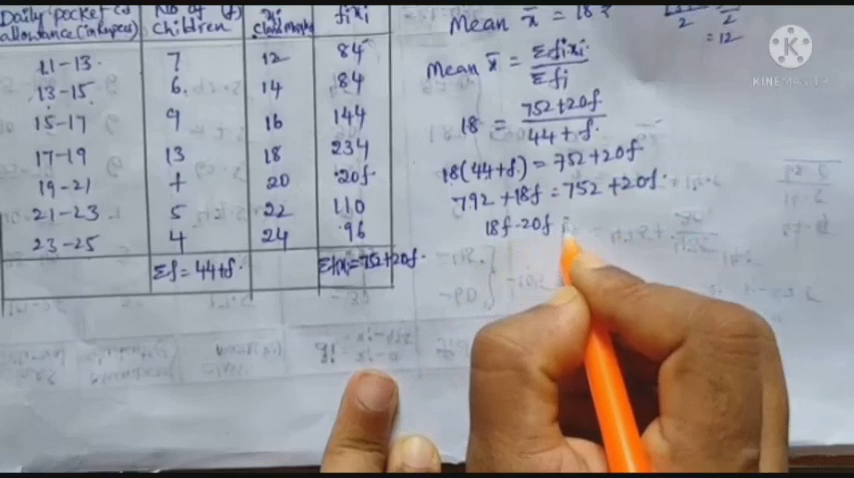 Daily pocket No of (f) xi fixi
allowance (in Rupees) Children class marks
11-13 7 12 84
13-15 6 14 84
15-17 9 16 144
17-19 13 18 234
19-21 f 20 20f
21-23 5 22 110
23-25 4 24 96
Σf = 44+f Σfixi = 752+20f
Mean x̄ = 18₹
Mean x̄ = Σfixi / Σfi
18 = 752+20f / 44+f
18(44+f) = 752+20f
792 + 18f = 752 + 20f
18f - 20f
2 2
= 12
KINEMASTER